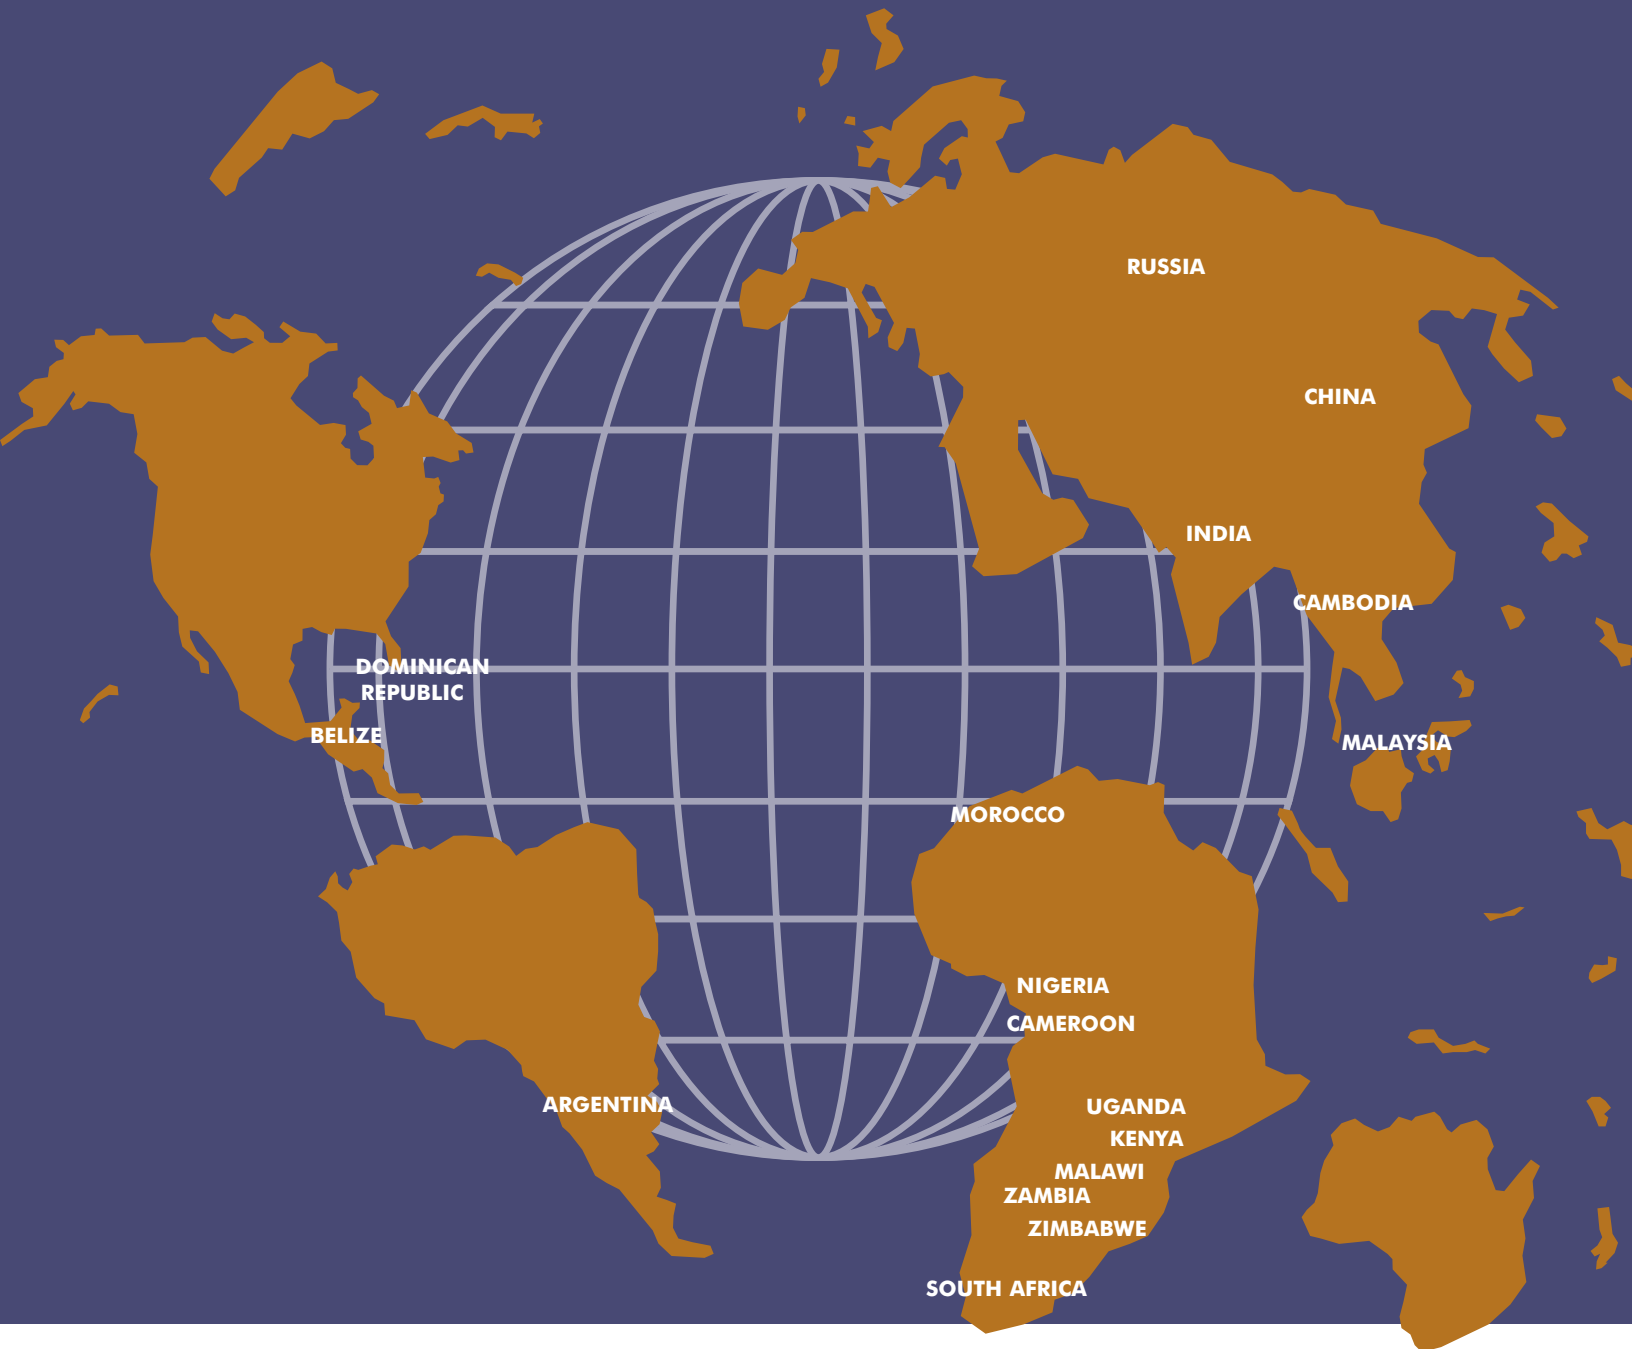 RUSSIA
CHINA
INDIA
CAMBODIA
DOMINICAN
REPUBLIC
BELIZE
MALAYSIA
MOROCCO
NIGERIA
CAMEROON
ARGENTINA
UGANDA
KENYA
MALAWI
ZAMBIA
ZIMBABWE
SOUTH AFRICA